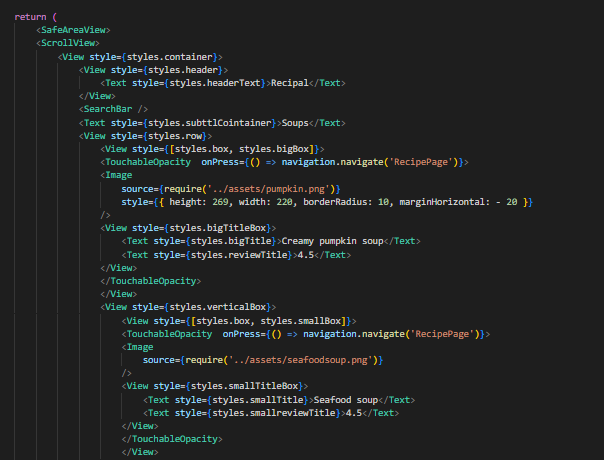 return (
<SafeAreaView>
<ScrollView>
<View style={styles.container}>
<View style={styles.header}>
<Text style={styles.headerText}>Recipal</Text>
</View>
<SearchBar />
<Text style={styles.subttlCointainer}>Soups</Text>
<View style={styles.row}>
<View style={[styles.box, styles.bigBox]}>
<TouchableOpacity  onPress={() => navigation.navigate('RecipePage')}>
<Image
source={require('../assets/pumpkin.png')}
style={{ height: 269, width: 220, borderRadius: 10, marginHorizontal: - 20 }}
/>
<View style={styles.bigTitleBox}>
<Text style={styles.bigTitle}>Creamy pumpkin soup</Text>
<Text style={styles.reviewTitle}>4.5</Text>
</View>
</TouchableOpacity>
</View>
<View style={styles.verticalBox}>
<View style={[styles.box, styles.smallBox]}>
<TouchableOpacity  onPress={() => navigation.navigate('RecipePage')}>
<Image
source={require('../assets/seafoodsoup.png')}
/>
<View style={styles.smallTitleBox}>
<Text style={styles.smallTitle}>Seafood soup</Text>
<Text style={styles.smallreviewTitle}>4.5</Text>
</View>
</TouchableOpacity>
</View>